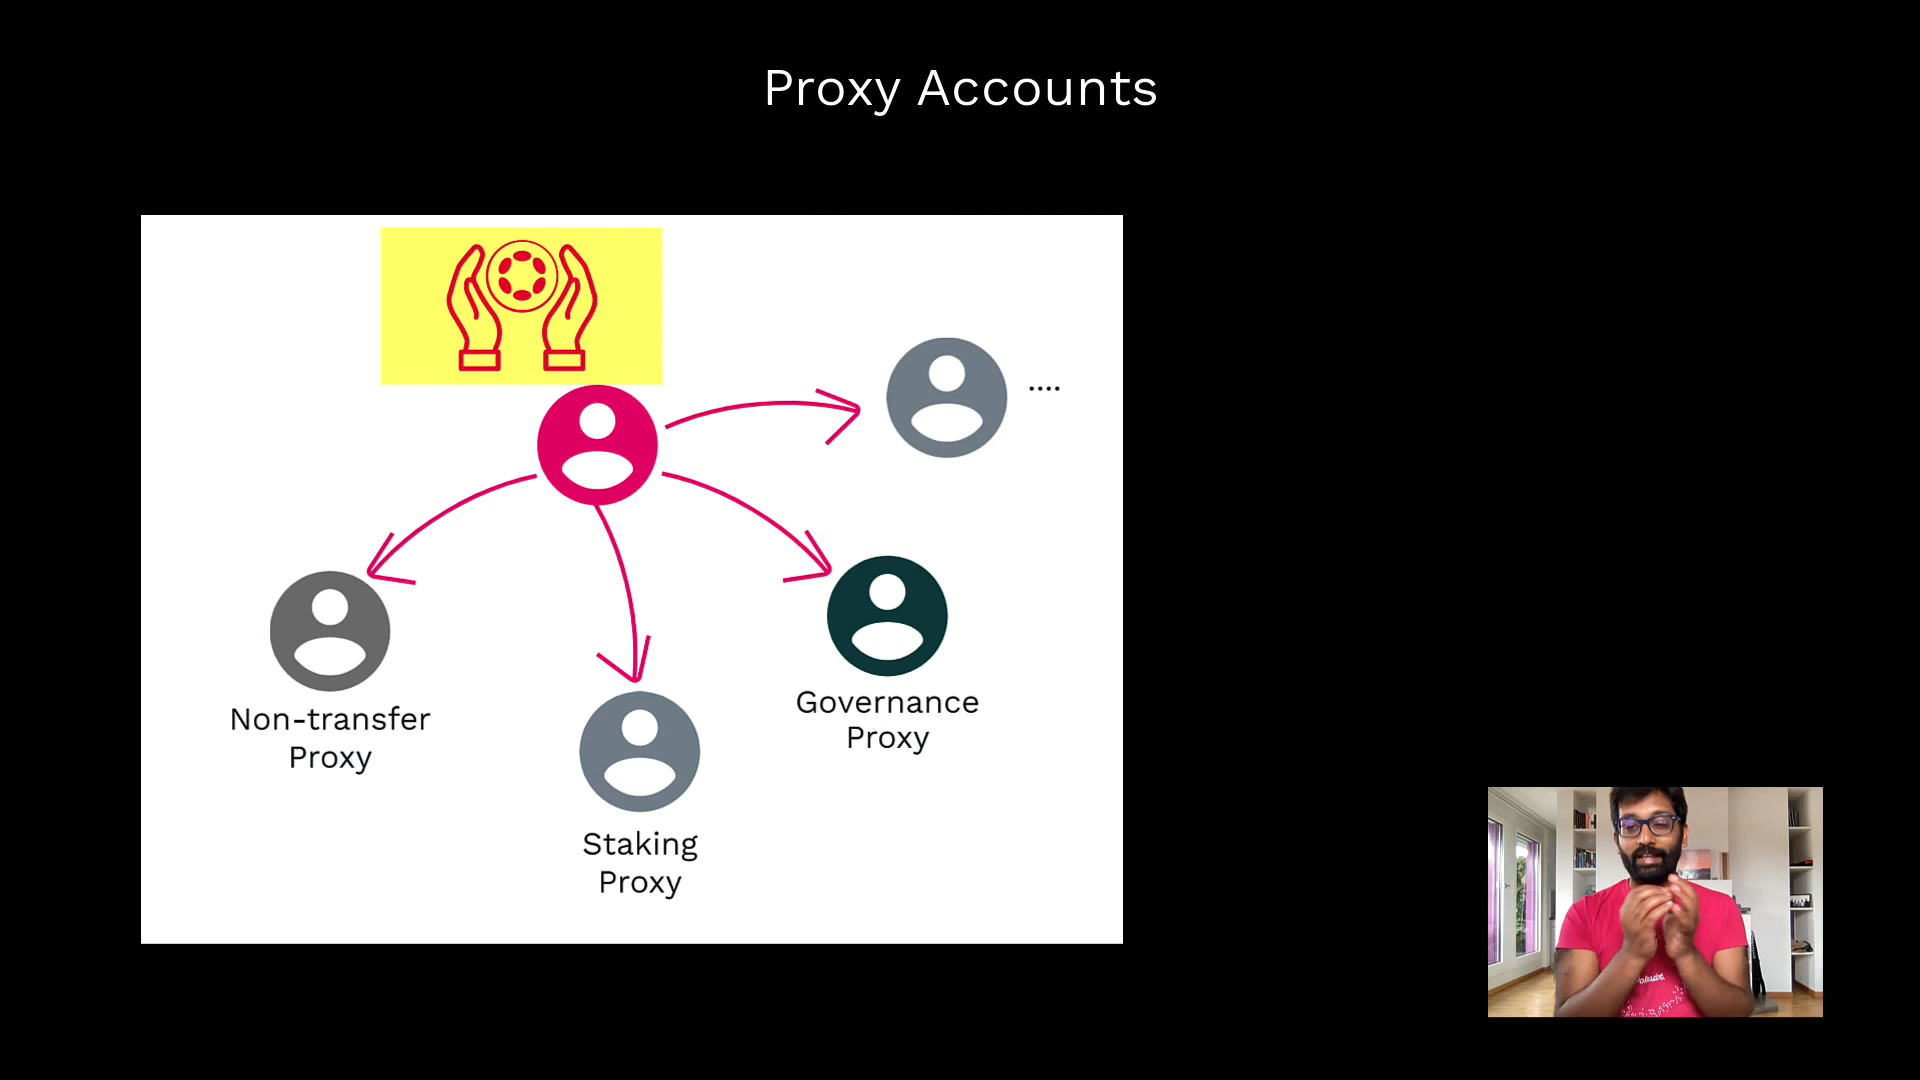 Proxy Accounts
....
Non-transfer
Proxy
Governance
Proxy
Staking
Proxy